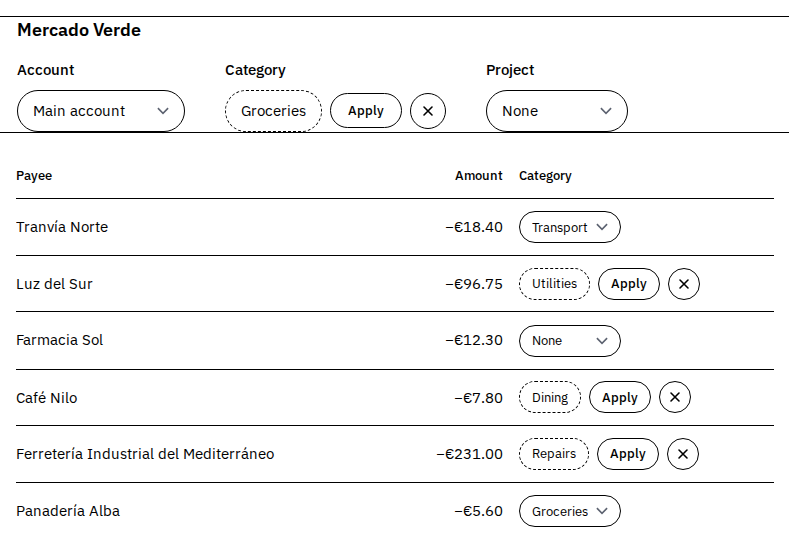 Mercado Verde
Account Category Project
Main account Groceries Apply None
Payee Amount Category
Tranvía Norte −€18.40 Transport
Luz del Sur −€96.75 Utilities Apply
Farmacia Sol −€12.30 None
Café Nilo −€7.80 Dining Apply
Ferretería Industrial del Mediterráneo −€231.00 Repairs Apply
Panadería Alba −€5.60 Groceries